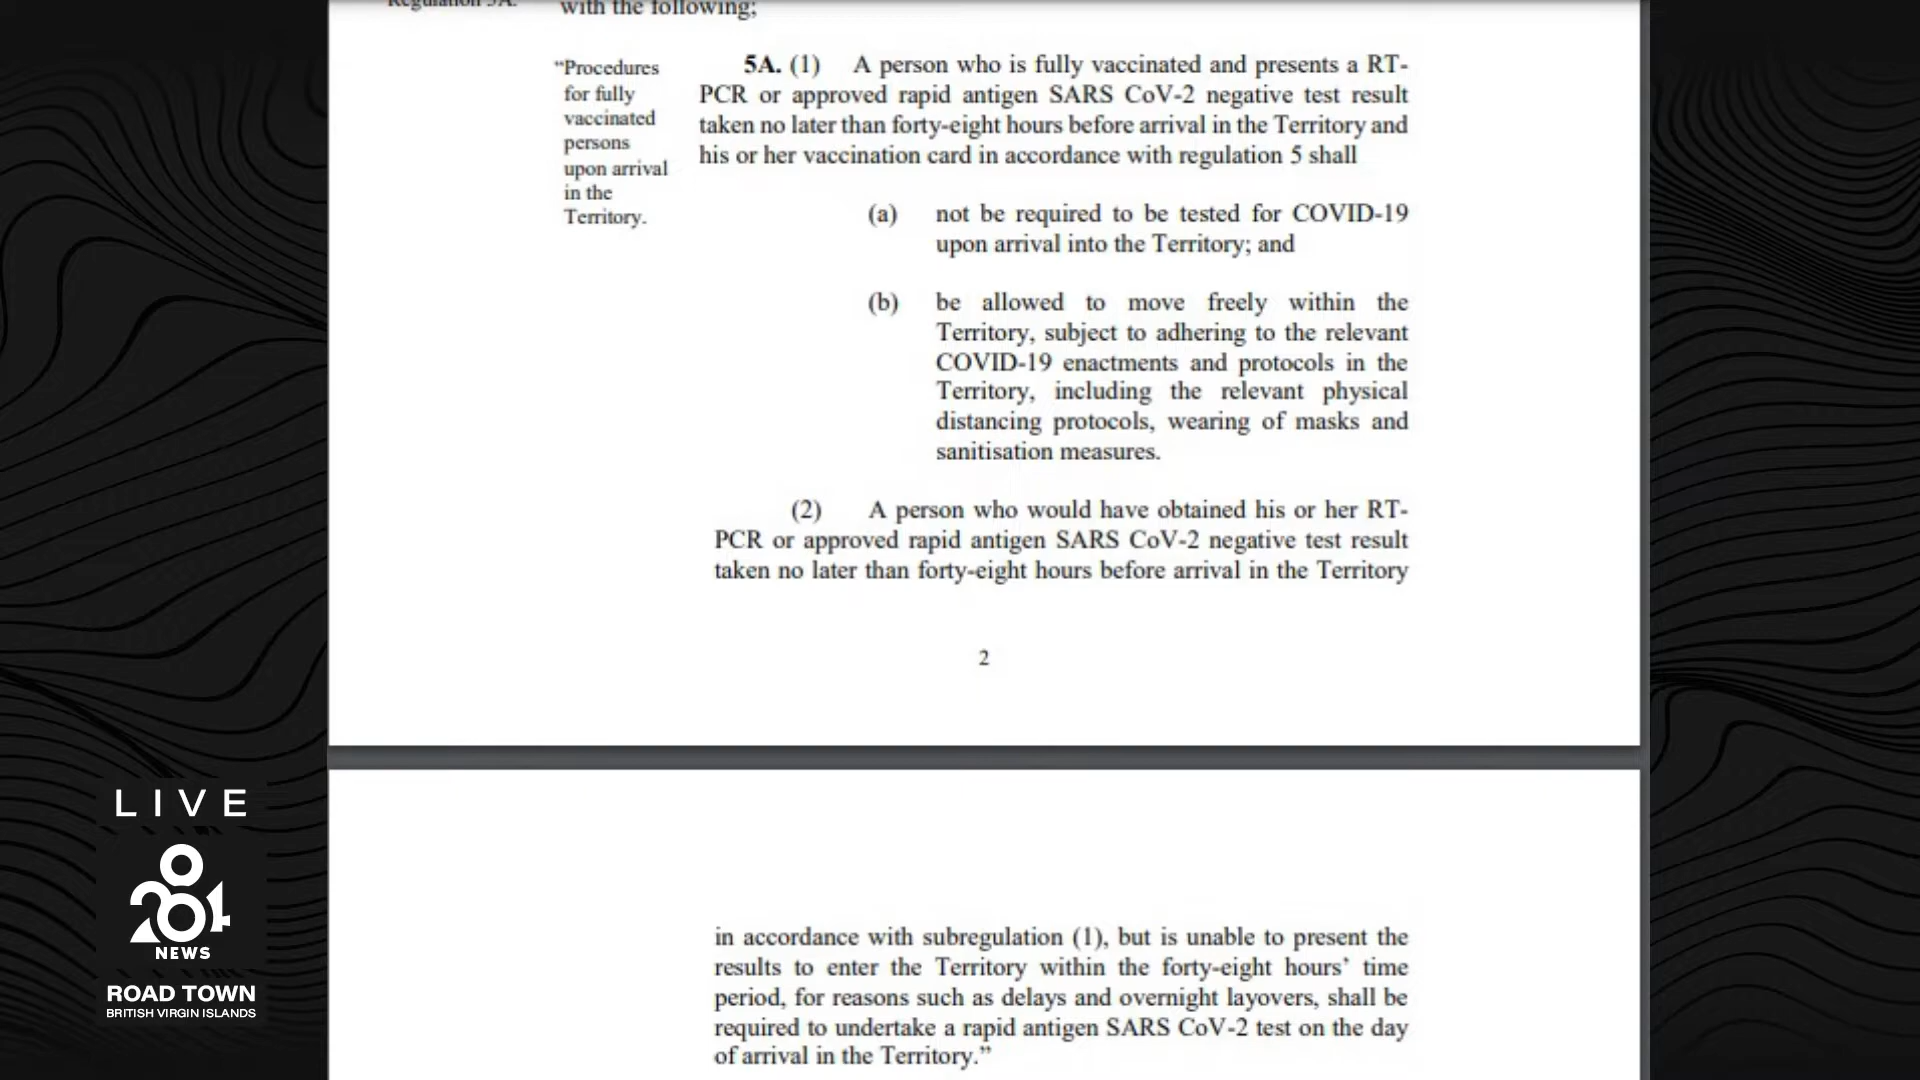 Regulation 5A.
with the following;
"Procedures
for fully
vaccinated
persons
upon arrival
in the
Territory.
5A. (1) A person who is fully vaccinated and presents a RT-
PCR or approved rapid antigen SARS CoV-2 negative test result
taken no later than forty-eight hours before arrival in the Territory and
his or her vaccination card in accordance with regulation 5 shall
(a) not be required to be tested for COVID-19
upon arrival into the Territory; and
(b) be allowed to move freely within the
Territory, subject to adhering to the relevant
COVID-19 enactments and protocols in the
Territory, including the relevant physical
distancing protocols, wearing of masks and
sanitisation measures.
(2) A person who would have obtained his or her RT-
PCR or approved rapid antigen SARS CoV-2 negative test result
taken no later than forty-eight hours before arrival in the Territory
2
in accordance with subregulation (1), but is unable to present the
results to enter the Territory within the forty-eight hours' time
period, for reasons such as delays and overnight layovers, shall be
required to undertake a rapid antigen SARS CoV-2 test on the day
of arrival in the Territory."
LIVE
8
284
NEWS
ROAD TOWN
BRITISH VIRGIN ISLANDS